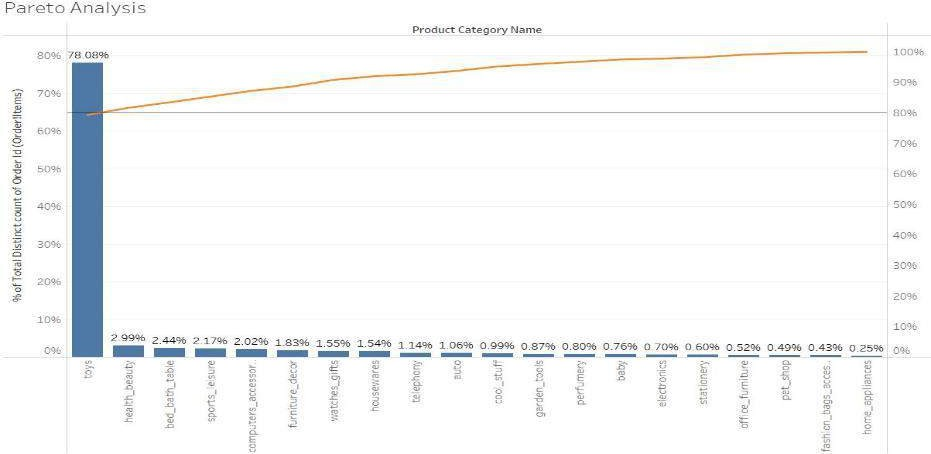 Pareto Analysis
Product Category Name
% of Total Distinct count of Order Id (OrderItems)
80%
70%
60%
50%
40%
30%
20%
10%
0%
78.08%
2.99%
2.44%
2.17%
2.02%
1.83%
1.55%
1.54%
1.14%
1.06%
0.99%
0.87%
0.80%
0.76%
0.70%
0.60%
0.52%
0.49%
0.43%
0.25%
100%
90%
80%
70%
60%
50%
40%
30%
20%
10%
0%
toys
health_beauty
bed_bath_table
sports_leisure
computers_accessor..
furniture_decor
watches_gifts
housewares
telephony
auto
cool_stuff
garden_tools
perfumery
baby
electronics
stationery
office_furniture
pet_shop
fashion_bags_acces..
home_appliances